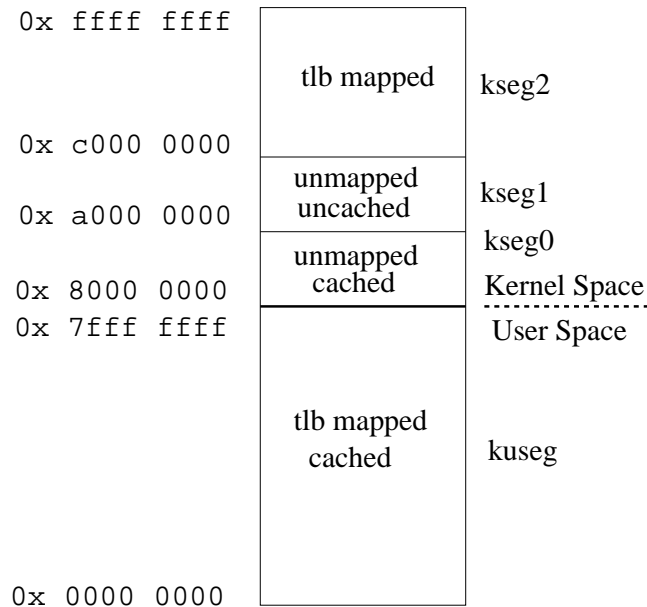 0x ffff ffff
tlb mapped
kseg2
0x c000 0000
unmapped
uncached
kseg1
0x a000 0000
kseg0
unmapped
cached
0x 8000 0000
Kernel Space
0x 7fff ffff
User Space
tlb mapped
cached
kuseg
0x 0000 0000